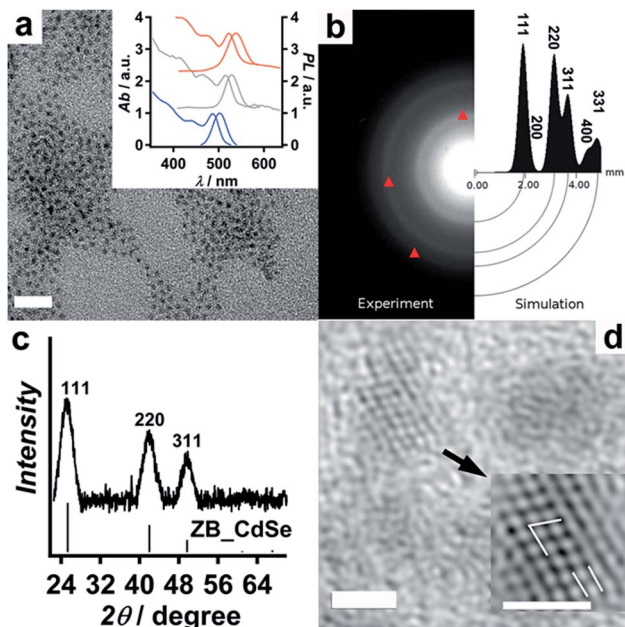 a
4
3
2
1
0
Ab / a.u.
4
3
2
1
0
PL / a.u.
400 500 600
λ / nm
b
111
220
311
200
400
331
0.00 2.00 4.00 mm
Experiment
Simulation
c
Intensity
111
220
311
ZB_CdSe
24 32 40 48 56 64
2θ / degree
d